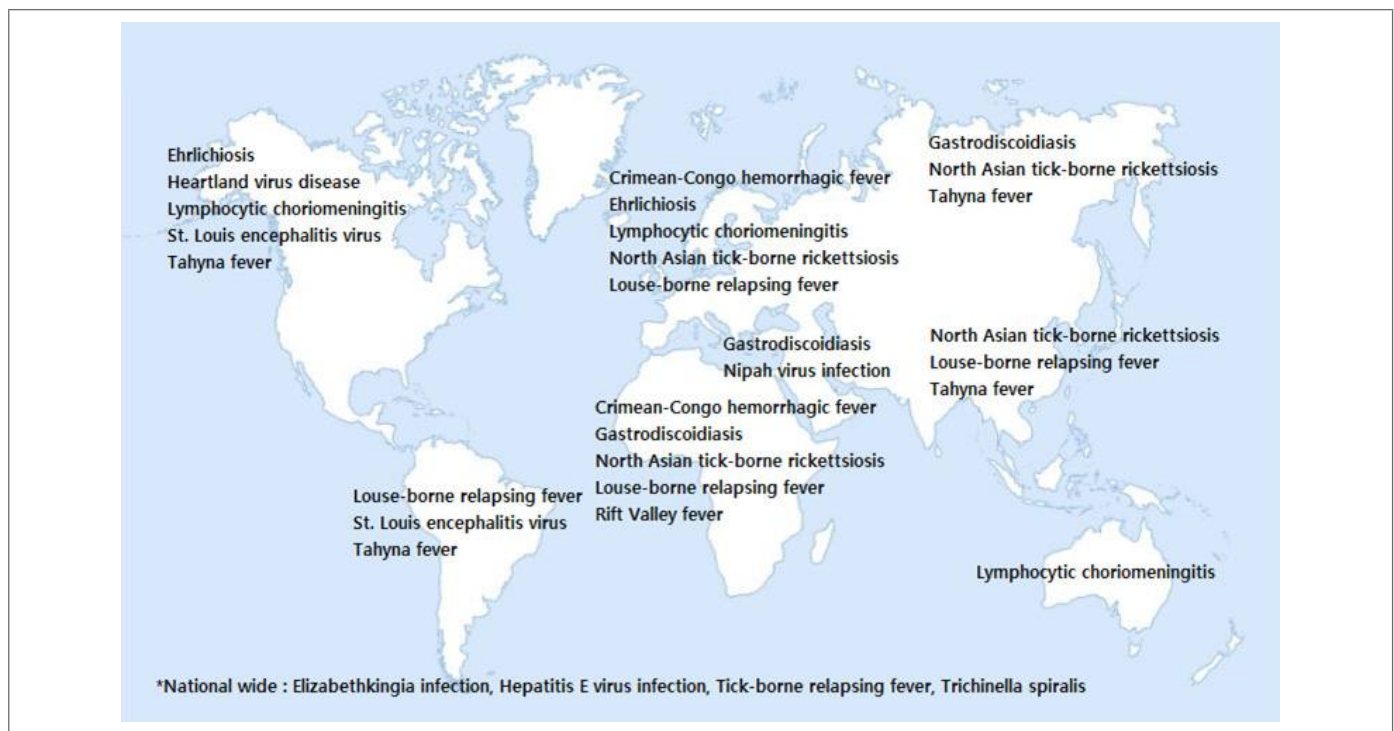 Ehrlichiosis
Heartland virus disease
Lymphocytic choriomeningitis
St. Louis encephalitis virus
Tahyna fever
Crimean-Congo hemorrhagic fever
Ehrlichiosis
Lymphocytic choriomeningitis
North Asian tick-borne rickettsiosis
Louse-borne relapsing fever
Gastrodiscoidiasis
North Asian tick-borne rickettsiosis
Tahyna fever
Gastrodiscoidiasis
Nipah virus infection
North Asian tick-borne rickettsiosis
Louse-borne relapsing fever
Tahyna fever
Crimean-Congo hemorrhagic fever
Gastrodiscoidiasis
North Asian tick-borne rickettsiosis
Louse-borne relapsing fever
Rift Valley fever
Louse-borne relapsing fever
St. Louis encephalitis virus
Tahyna fever
Lymphocytic choriomeningitis
*National wide : Elizabethkingia infection, Hepatitis E virus infection, Tick-borne relapsing fever, Trichinella spiralis